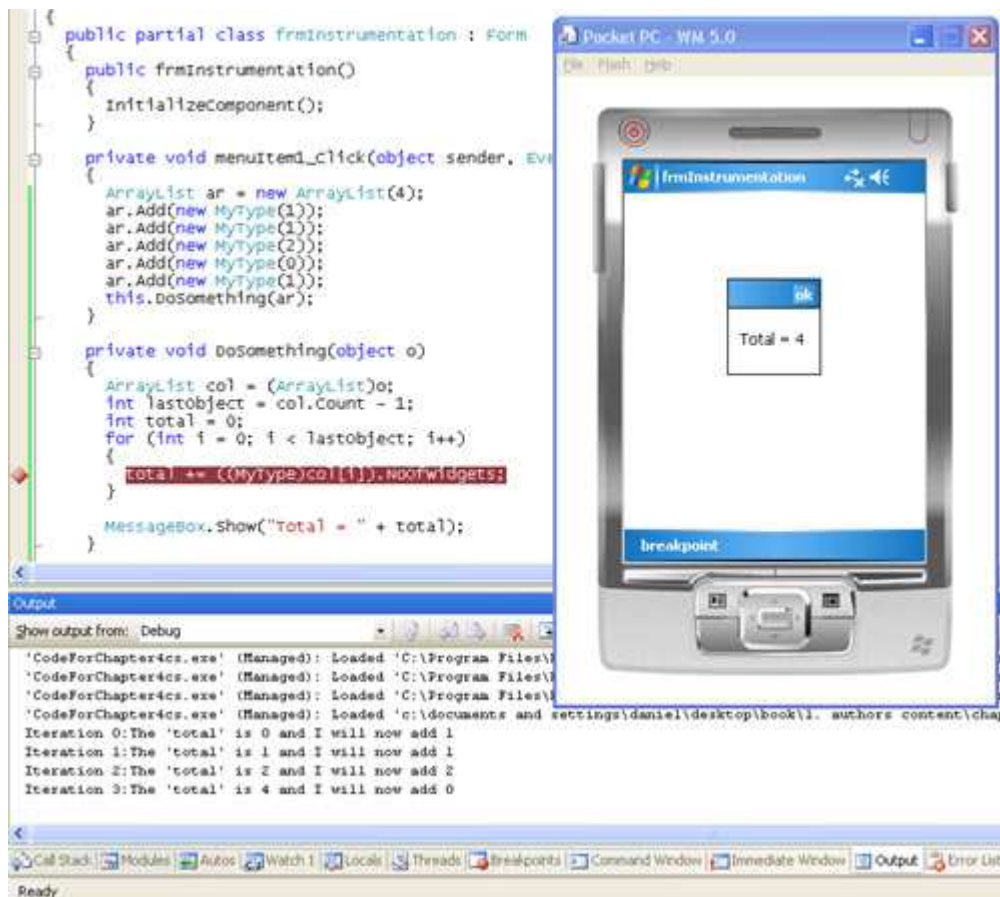 {
public partial class frmInstrumentation : Form
{
public frmInstrumentation()
{
InitializeComponent();
}
private void menuItem1_Click(object sender, Eve
{
ArrayList ar = new ArrayList(4);
ar.Add(new MyType(1));
ar.Add(new MyType(1));
ar.Add(new MyType(2));
ar.Add(new MyType(0));
ar.Add(new MyType(1));
this.DoSomething(ar);
}
private void DoSomething(object o)
{
ArrayList col = (ArrayList)o;
int lastObject = col.Count - 1;
int total = 0;
for (int i = 0; i < lastObject; i++)
{
total += ((MyType)col[i]).NoOfWidgets;
}
MessageBox.Show("Total = " + total);
}
Pocket PC - WM 5.0
File Flash Help
frmInstrumentation
ok
Total = 4
breakpoint
Output
Show output from: Debug
'CodeForChapter4cs.exe' (Managed): Loaded 'C:\Program Files\
'CodeForChapter4cs.exe' (Managed): Loaded 'C:\Program Files\
'CodeForChapter4cs.exe' (Managed): Loaded 'C:\Program Files\
'CodeForChapter4cs.exe' (Managed): Loaded 'c:\documents and settings\daniel\desktop\book\1. authors content\chap
Iteration 0:The 'total' is 0 and I will now add 1
Iteration 1:The 'total' is 1 and I will now add 1
Iteration 2:The 'total' is 2 and I will now add 2
Iteration 3:The 'total' is 4 and I will now add 0
Call Stack Modules Autos Watch 1 Locals Threads Breakpoints Command Window Immediate Window Output Error List
Ready